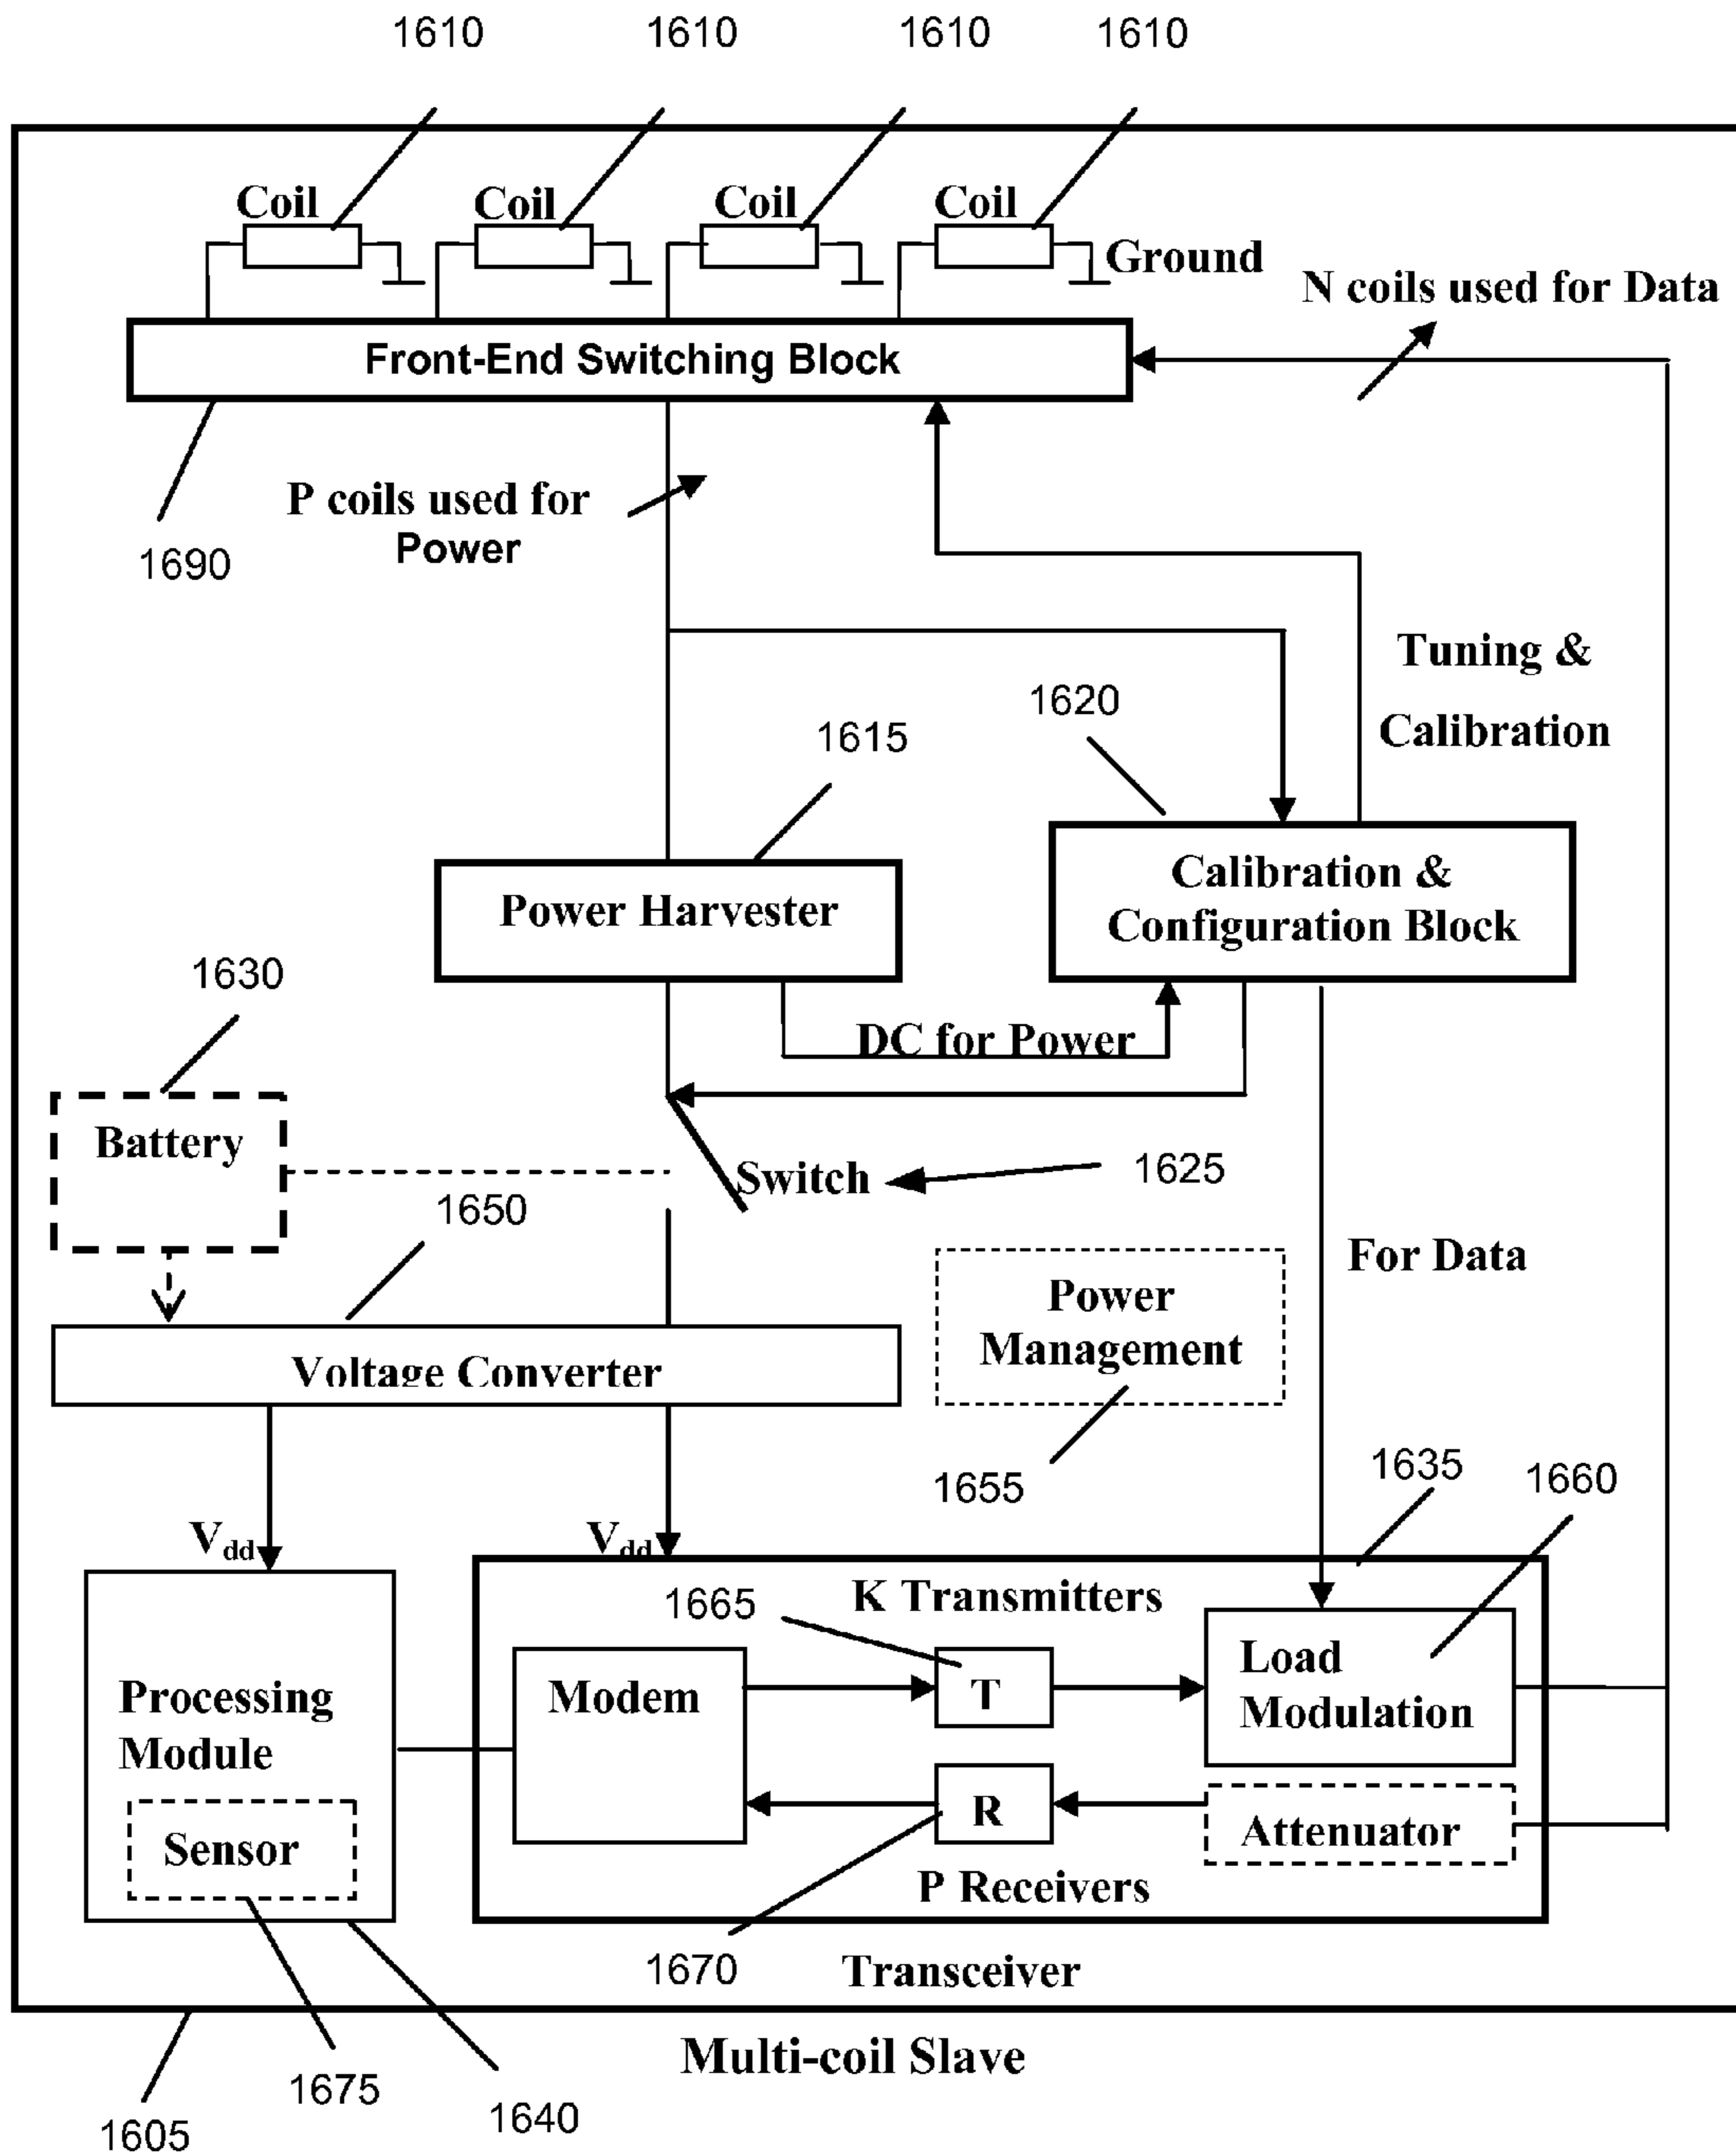 1610 1610 1610 1610
Coil Coil Coil Coil
Ground
N coils used for Data
Front-End Switching Block
P coils used for
Power
1690
Tuning &
Calibration
1620
1615
Calibration &
Configuration Block
Power Harvester
1630
DC for Power
Battery
Switch
1625
1650
For Data
Power
Management
Voltage Converter
1655
1635
1660
Vdd
Vdd
K Transmitters
1665
Load
Modulation
Modem
T
Processing
Module
R
Attenuator
Sensor
P Receivers
1670
Transceiver
Multi-coil Slave
1675
1640
1605